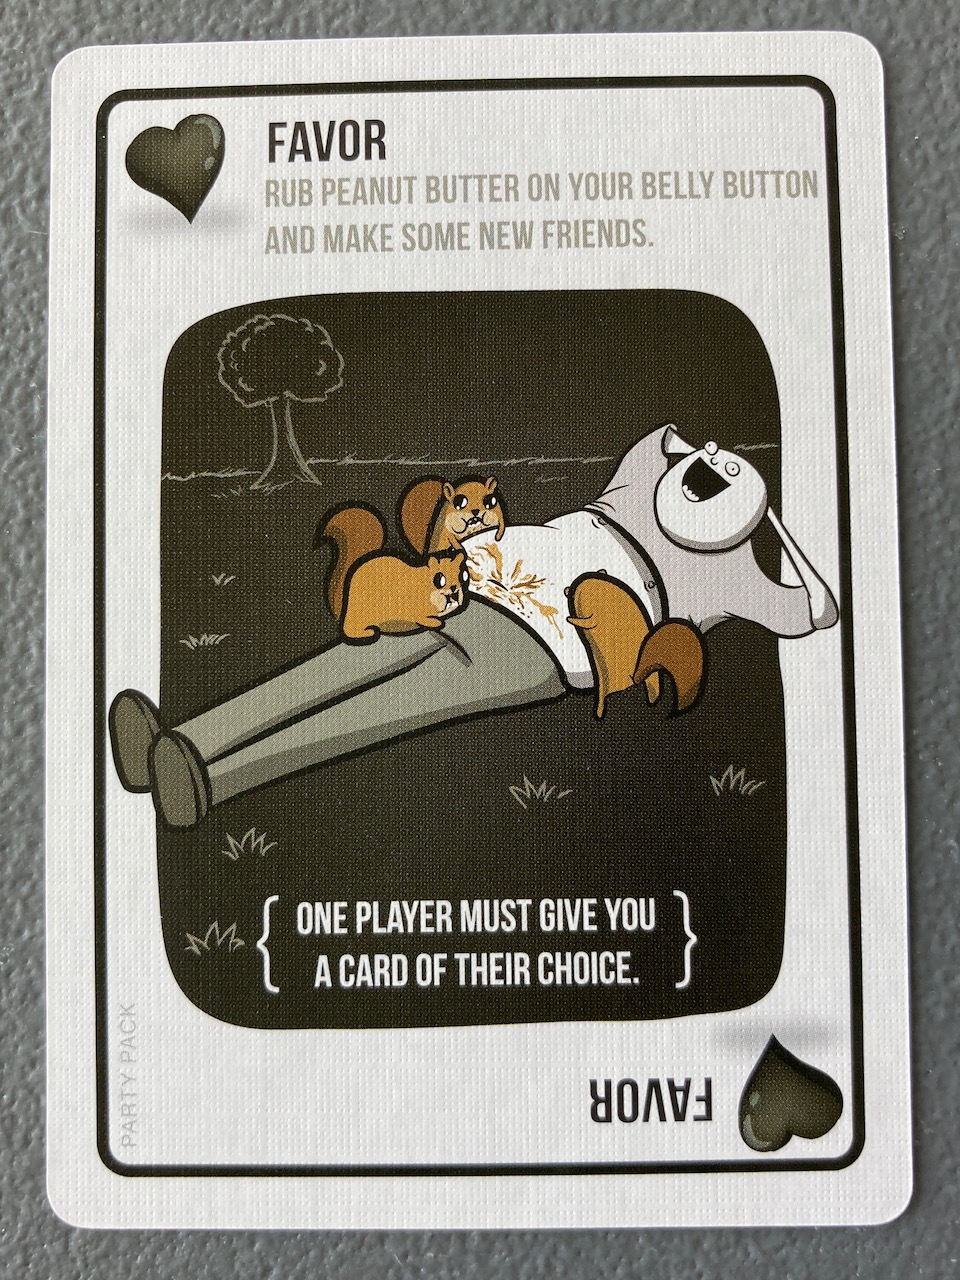 FAVOR
RUB PEANUT BUTTER ON YOUR BELLY BUTTON
AND MAKE SOME NEW FRIENDS.
ONE PLAYER MUST GIVE YOU
A CARD OF THEIR CHOICE.
PARTY PACK
FAVOR